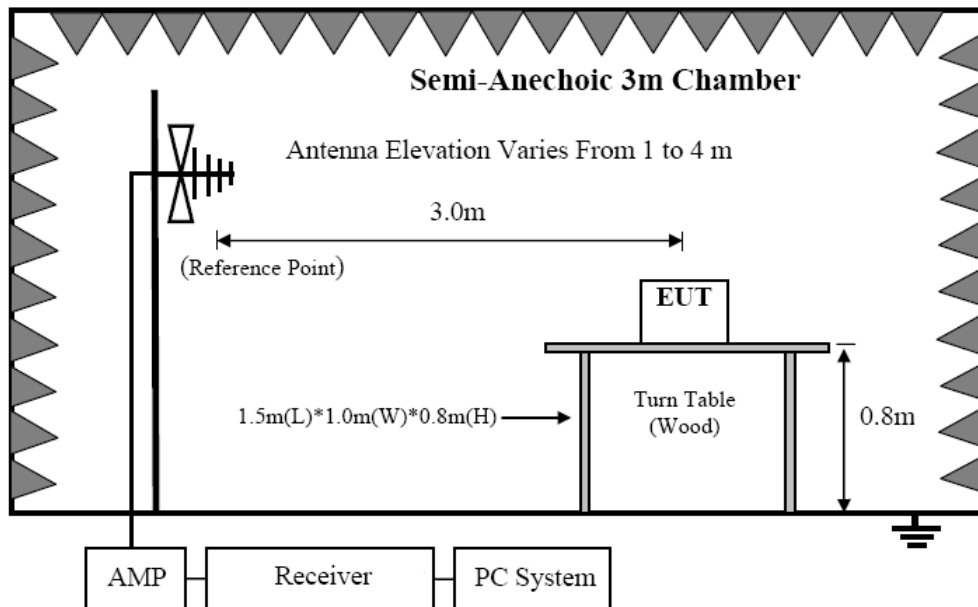 Semi-Anechoic 3m Chamber
Antenna Elevation Varies From 1 to 4 m
3.0m
(Reference Point)
EUT
1.5m(L)*1.0m(W)*0.8m(H)
Turn Table
(Wood)
0.8m
AMP
Receiver
PC System